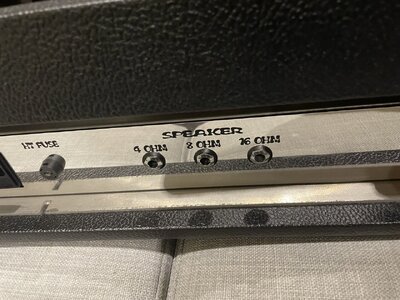 SPEAKER
HT FUSE 4 OHM 8 OHM 16 OHM